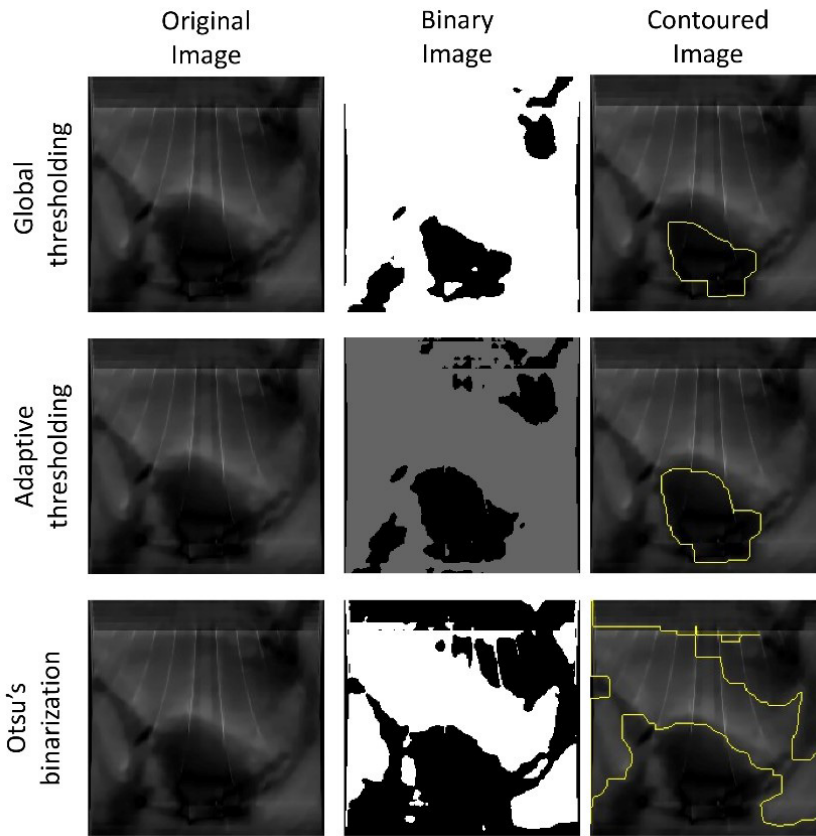 Original
Image
Binary
Image
Contoured
Image
Global
thresholding
Adaptive
thresholding
Otsu's
binarization